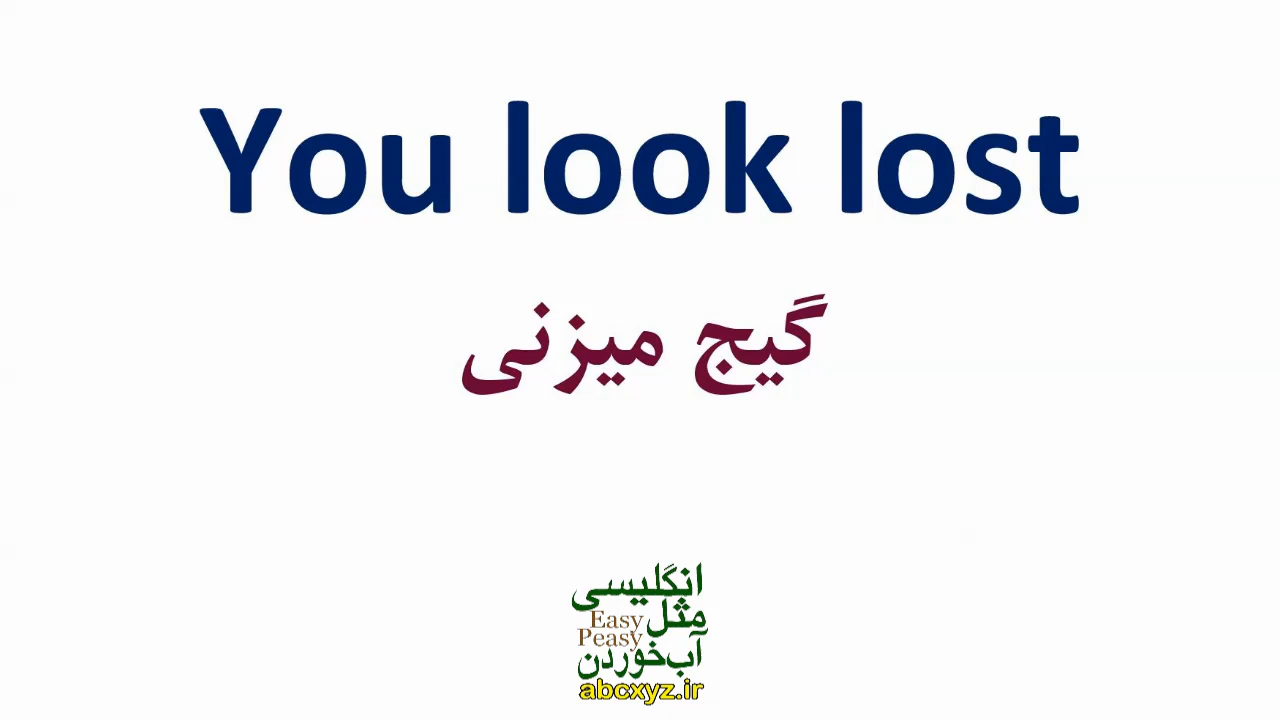 You look lost
گیج میزنی
انگلیسی
مثل Easy
Peasy
آب خوردن
abcxyz.ir